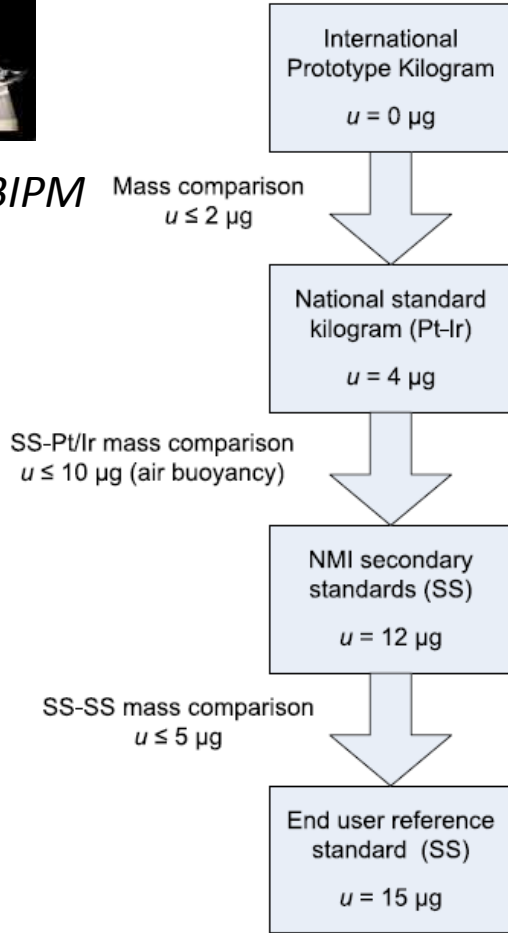 International
Prototype Kilogram
u = 0 µg
BIPM
Mass comparison
u ≤ 2 µg
National standard
kilogram (Pt-Ir)
u = 4 µg
SS-Pt/Ir mass comparison
u ≤ 10 µg (air buoyancy)
NMI secondary
standards (SS)
u = 12 µg
SS-SS mass comparison
u ≤ 5 µg
End user reference
standard (SS)
u = 15 µg